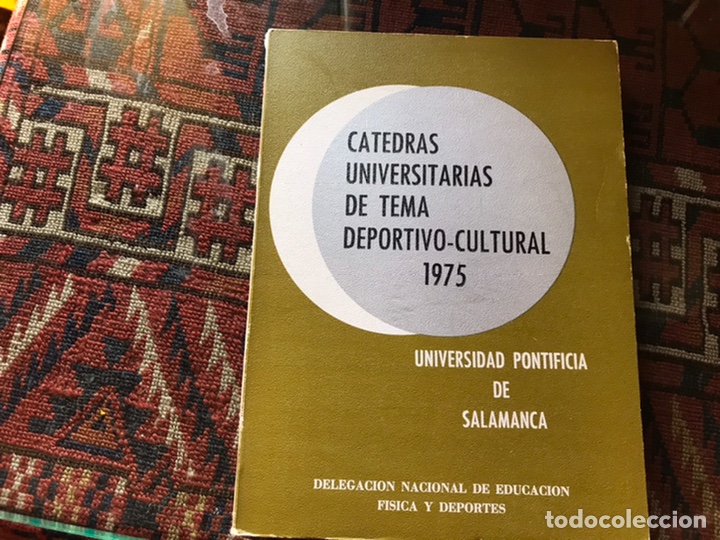 CATEDRAS
UNIVERSITARIAS
DE TEMA
DEPORTIVO-CULTURAL
1975
UNIVERSIDAD PONTIFICIA
DE
SALAMANCA
DELEGACION NACIONAL DE EDUCACION
FISICA Y DEPORTES
todocoleccion